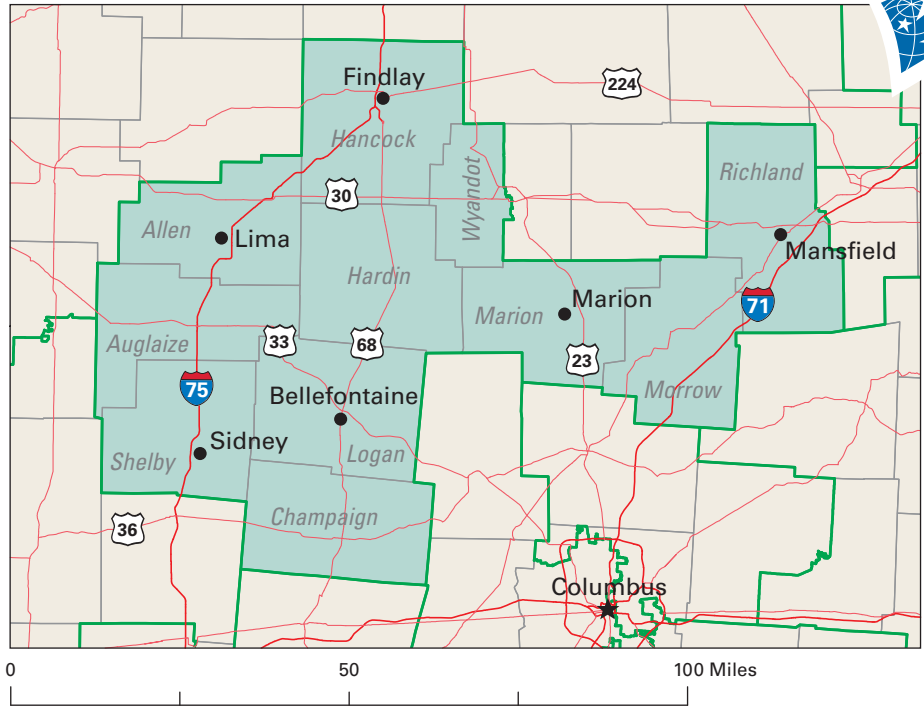 Findlay
224
Hancock
Richland
30
Wyandot
Allen
Lima
Mansfield
Hardin
Marion
Marion
71
Auglaize
33
68
23
75
Bellefontaine
Morrow
Sidney
Logan
Shelby
Champaign
36
Columbus
0 50 100 Miles